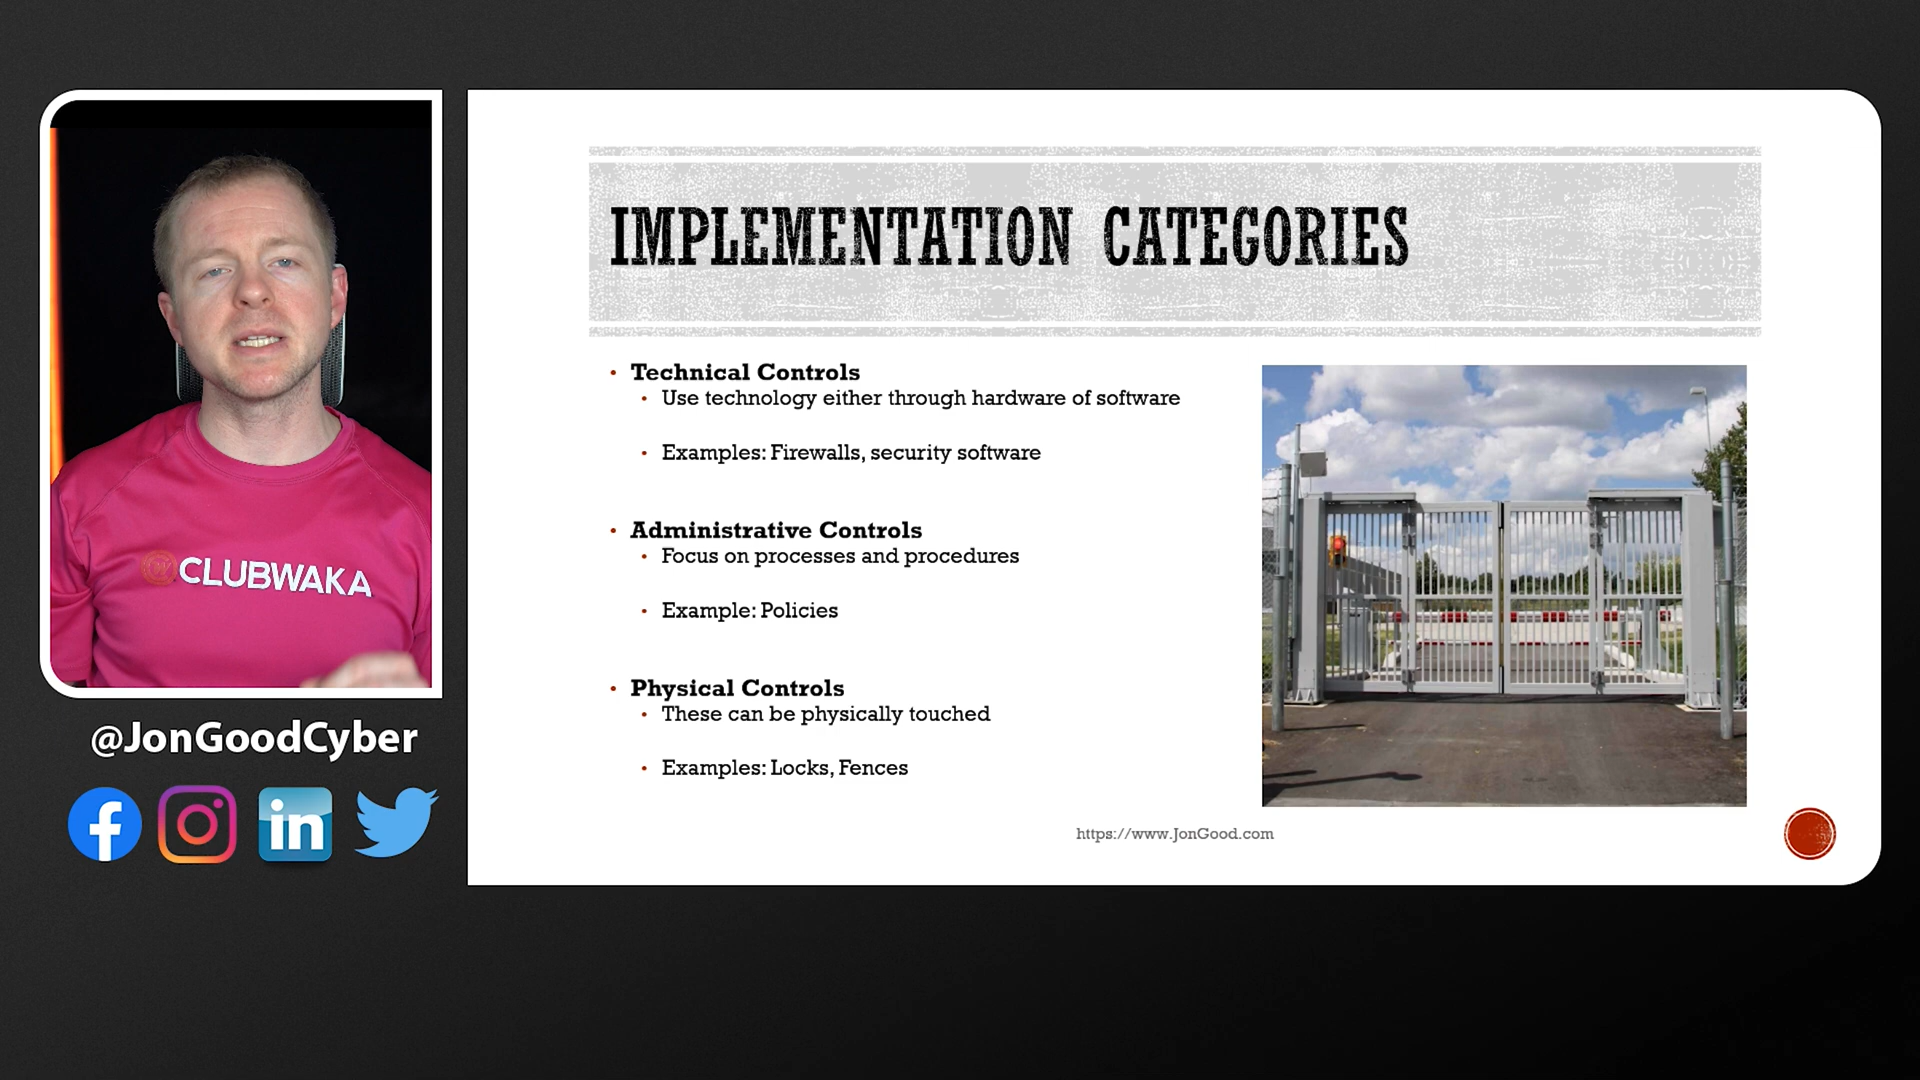 CLUBWAKA
@JonGoodCyber
f
in
IMPLEMENTATION CATEGORIES
• Technical Controls
• Use technology either through hardware of software
• Examples: Firewalls, security software
• Administrative Controls
• Focus on processes and procedures
• Example: Policies
• Physical Controls
• These can be physically touched
• Examples: Locks, Fences
https://www.JonGood.com